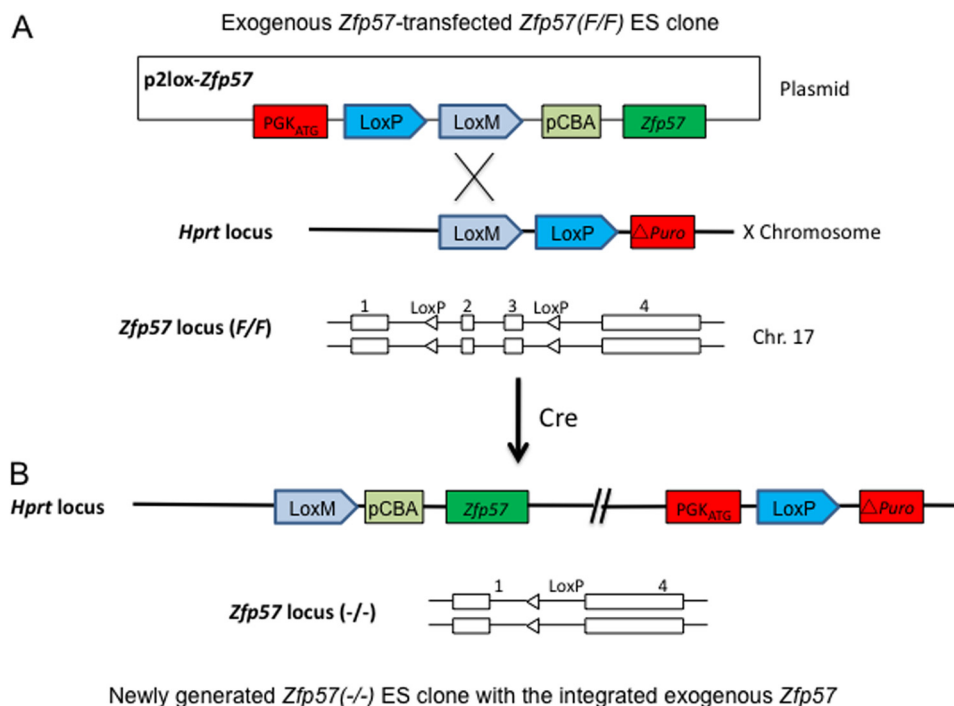 A
Exogenous Zfp57-transfected Zfp57(F/F) ES clone
p2lox-Zfp57
Plasmid
PGKATG LoxP LoxM pCBA Zfp57
Hprt locus LoxM LoxP △Puro X Chromosome
1 LoxP 2 3 LoxP 4
Zfp57 locus (F/F) Chr. 17
Cre
B
Hprt locus LoxM pCBA Zfp57 // PGKATG LoxP △Puro
1 LoxP 4
Zfp57 locus (-/-)
Newly generated Zfp57(-/-) ES clone with the integrated exogenous Zfp57